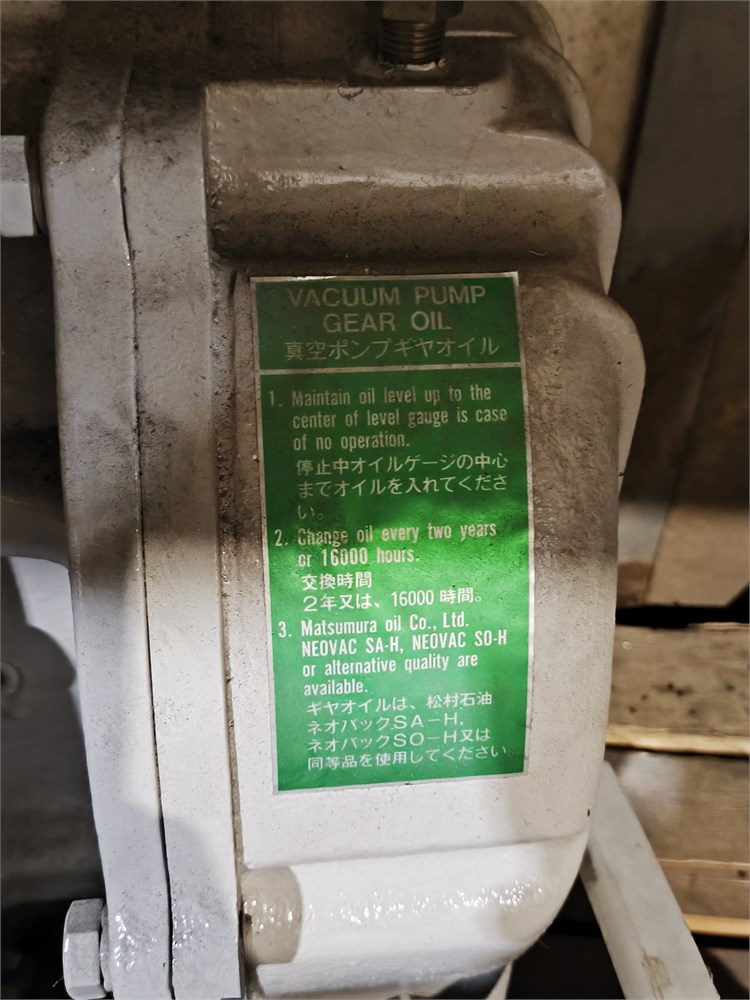 VACUUM PUMP
GEAR OIL
真空ポンプギヤオイル
1. Maintain oil level up to the
center of level gauge is case
of no operation.
停止中オイルゲージの中心
までオイルを入れてくださ
い。
2. Change oil every two years
or 16000 hours.
交換時間
2年又は、16000 時間。
3. Matsumura oil Co., Ltd.
NEOVAC SA-H, NEOVAC SO-H
or alternative quality are
available.
ギヤオイルは、松村石油
ネオバックSA－H,
ネオバックSO－H又は
同等品を使用してください。